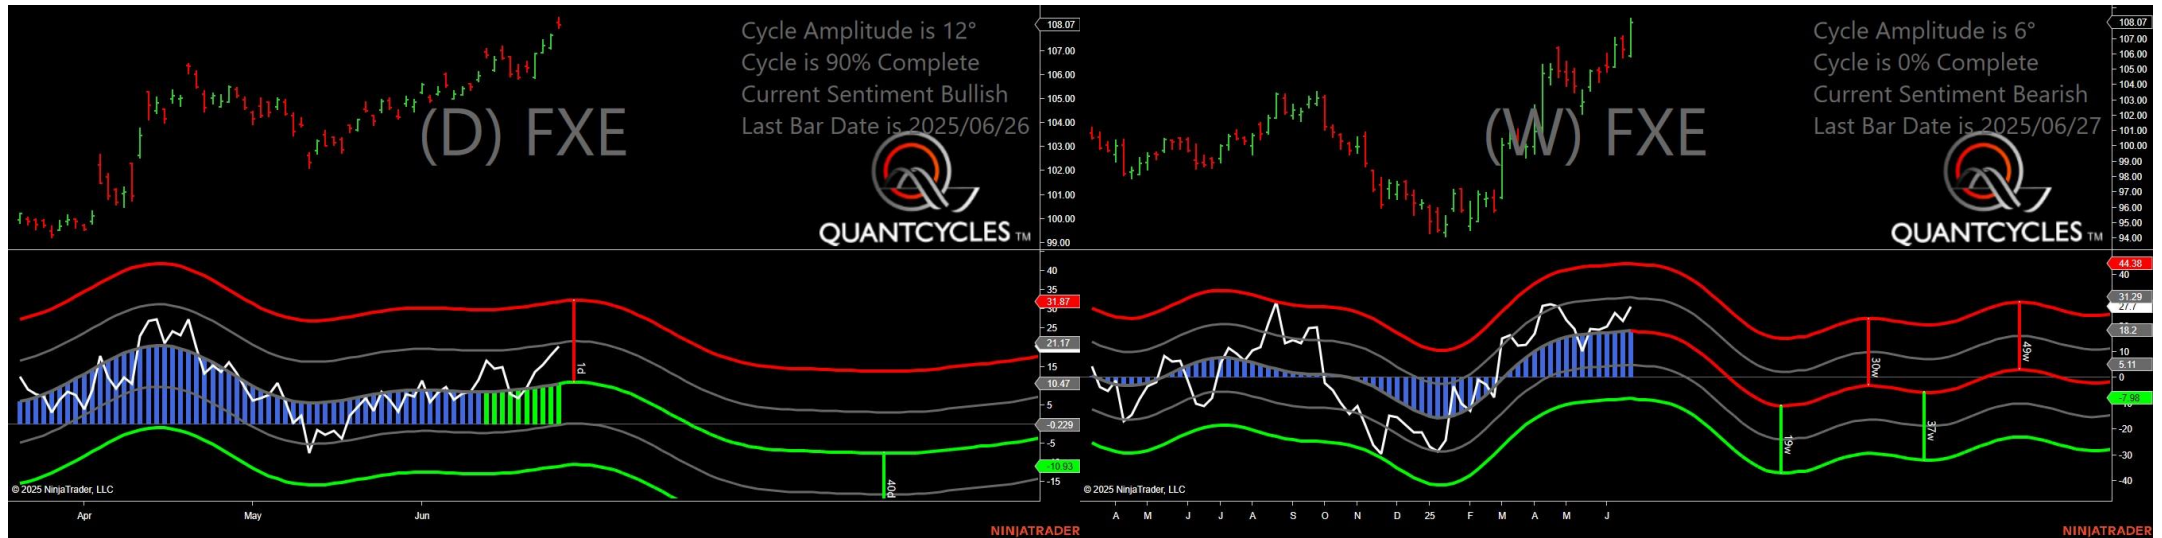 Cycle Amplitude is 12°
Cycle is 90% Complete
Current Sentiment Bullish
Last Bar Date is 2025/06/26
(D) FXE
QUANTCYCLES TM
108.07
107.00
106.00
105.00
104.00
103.00
102.00
101.00
100.00
99.00
40
35
31.87
30
25
21.17
15
10.47
5
-0.229
-5
-10.93
-15
1d
40d
© 2025 NinjaTrader, LLC
Apr
May
Jun
NINJATRADER
Cycle Amplitude is 6°
Cycle is 0% Complete
Current Sentiment Bearish
Last Bar Date is 2025/06/27
(W) FXE
QUANTCYCLES TM
108.07
107.00
106.00
105.00
104.00
103.00
102.00
101.00
100.00
99.00
98.00
97.00
96.00
95.00
94.00
44.38
40
31.29
27.7
18.2
10
5.11
0
-7.98
-20
-30
-40
19w
30w
37w
49w
© 2025 NinjaTrader, LLC
A M J J A S O N D 25 F M A M J
NINJATRADER